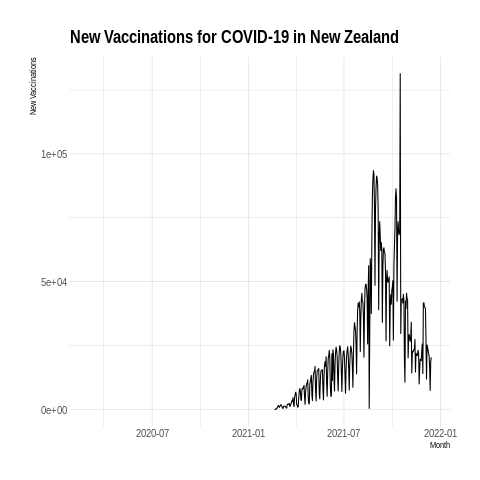 New Vaccinations for COVID-19 in New Zealand
New Vaccinations
1e+05
5e+04
0e+00
2020-07 2021-01 2021-07 2022-01
Month